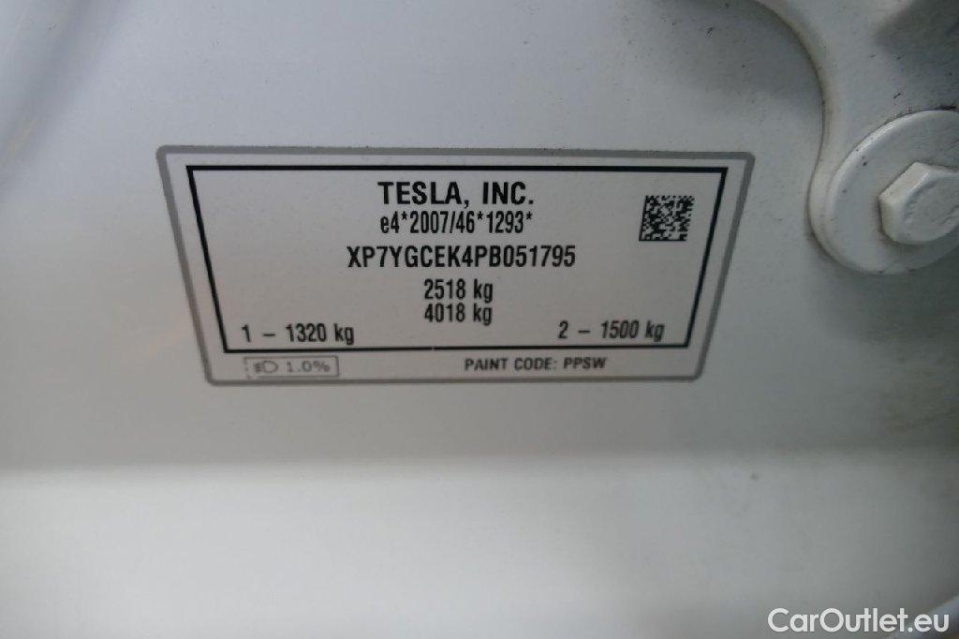 TESLA, INC.
e4*2007/46*1293*
XP7YGCEK4PB051795
2518 kg
4018 kg
1 - 1320 kg 2 - 1500 kg
1.0% PAINT CODE: PPSW
CarOutlet.eu